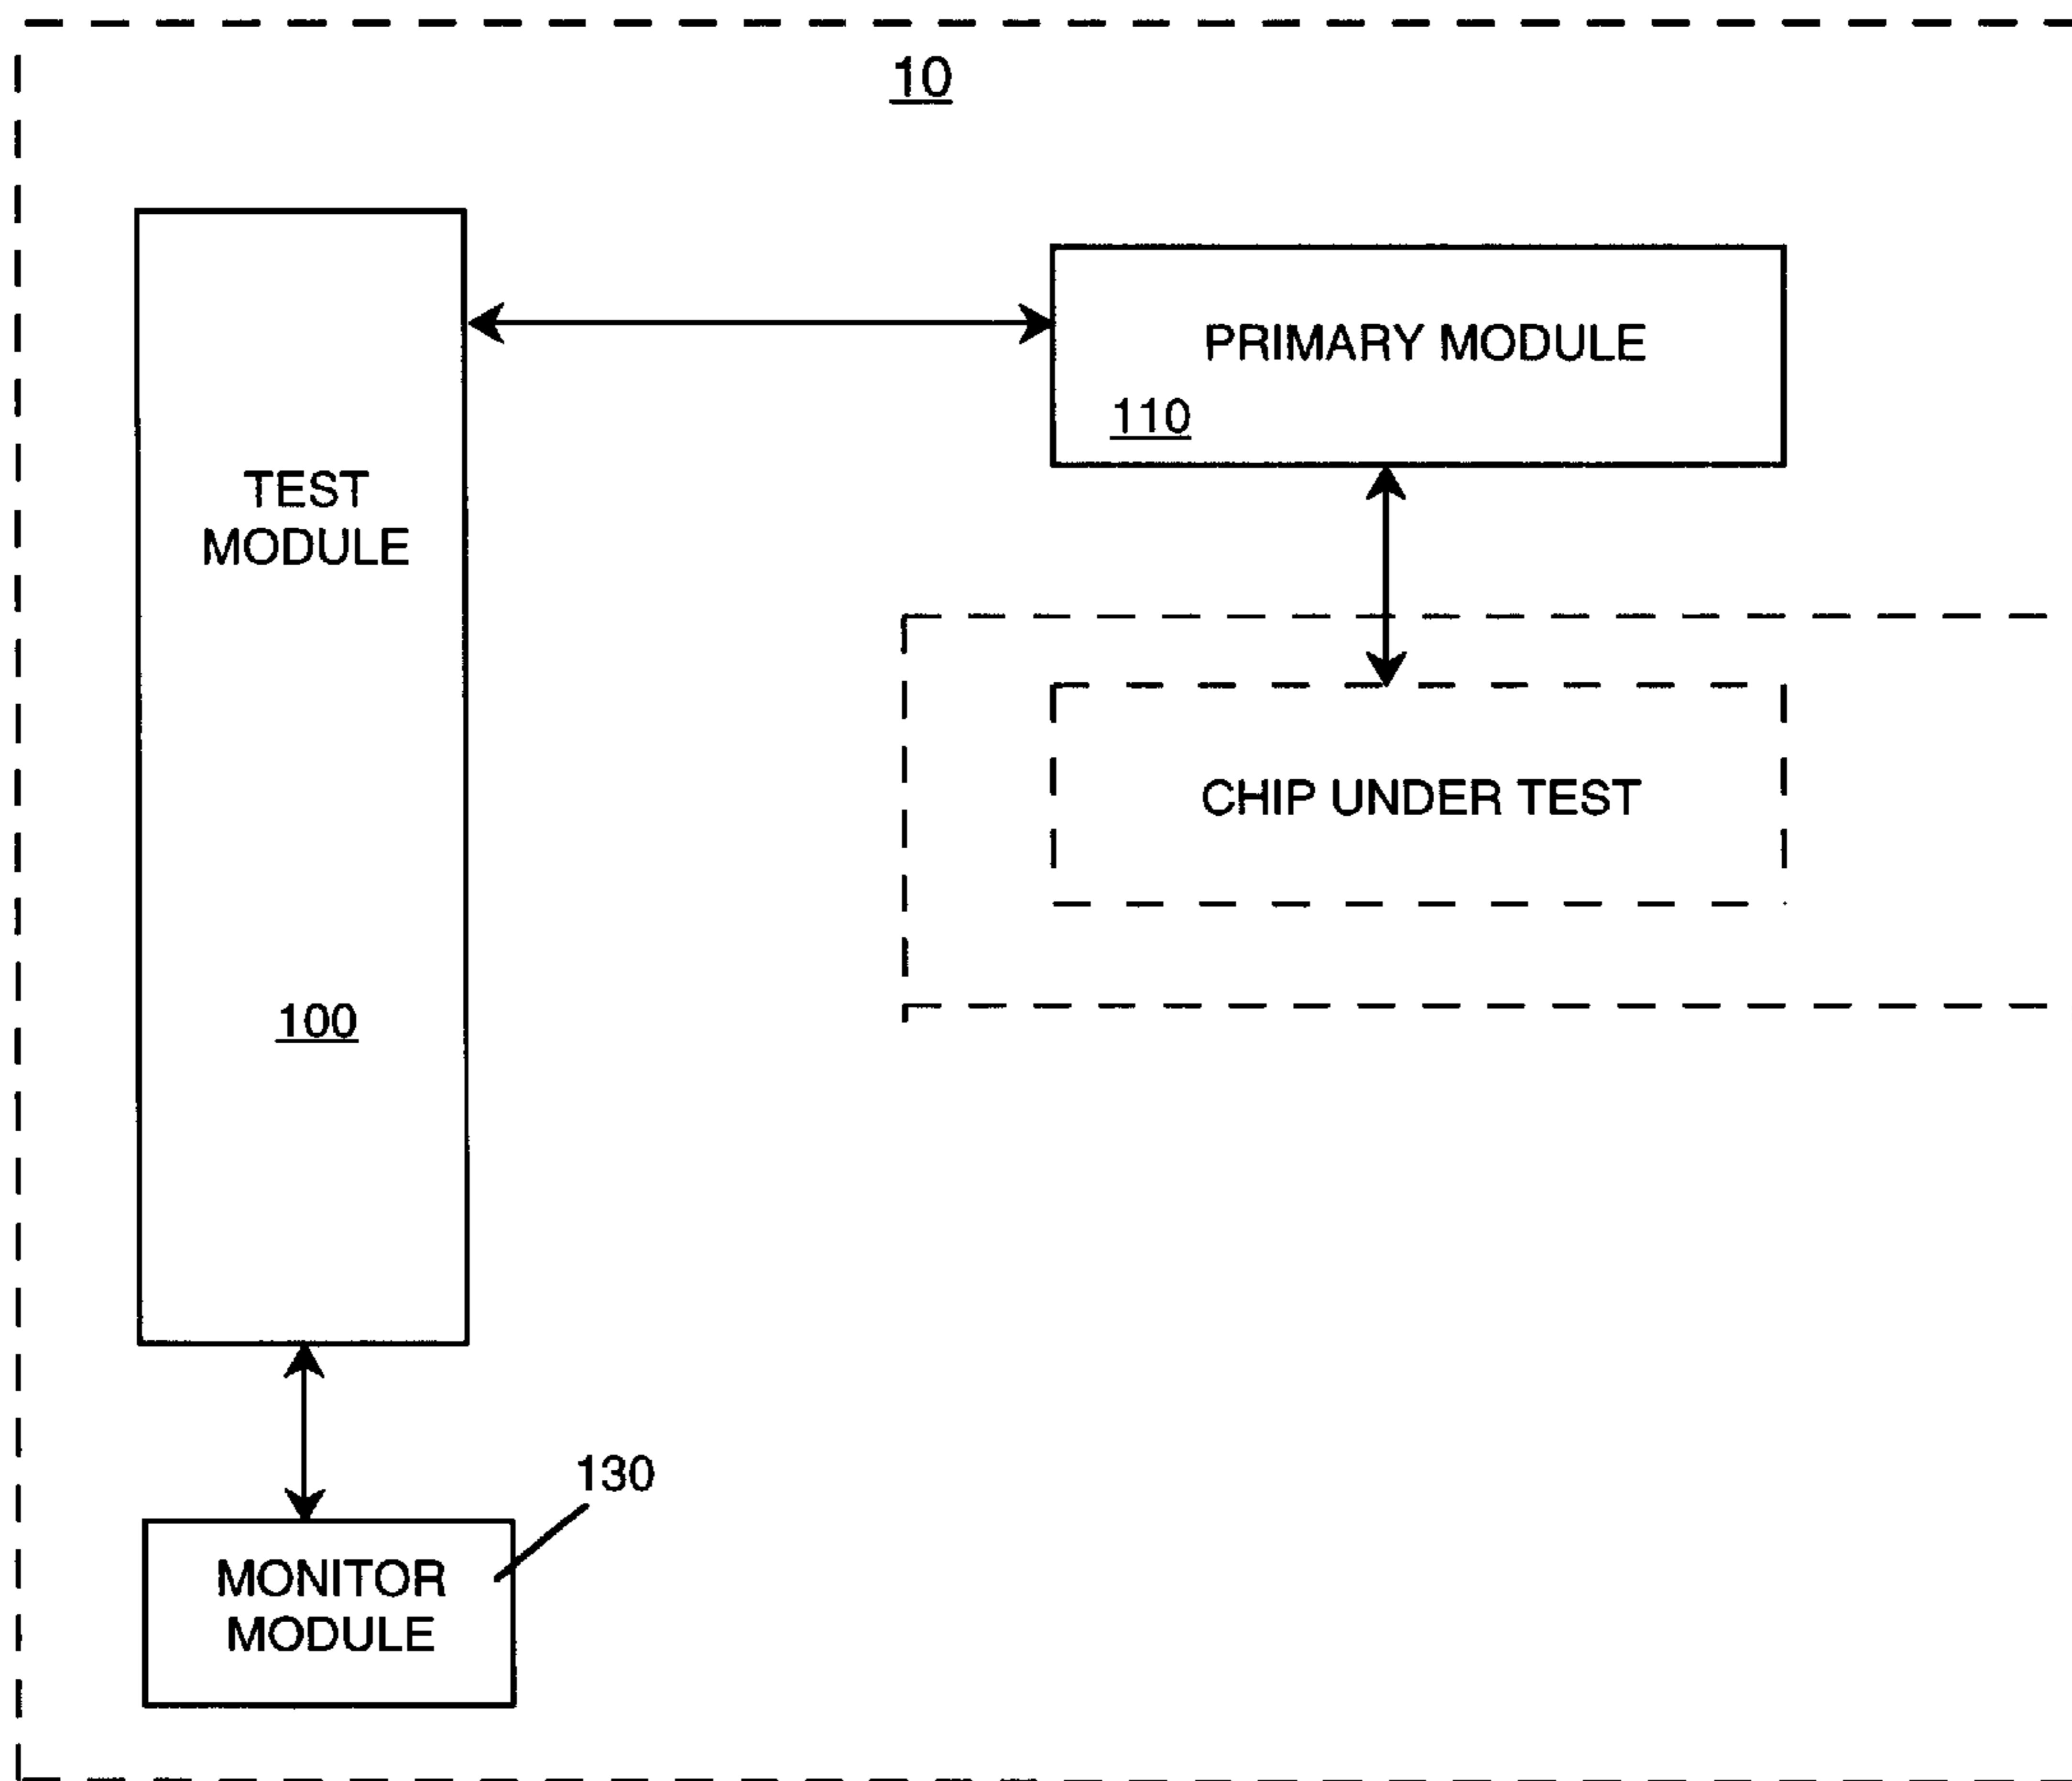 10
PRIMARY MODULE
110
TEST
MODULE
CHIP UNDER TEST
100
130
MONITOR
MODULE